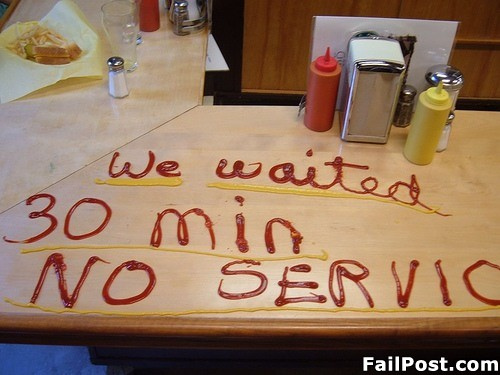 We waited
30 min
NO SERVIC
FailPost.com